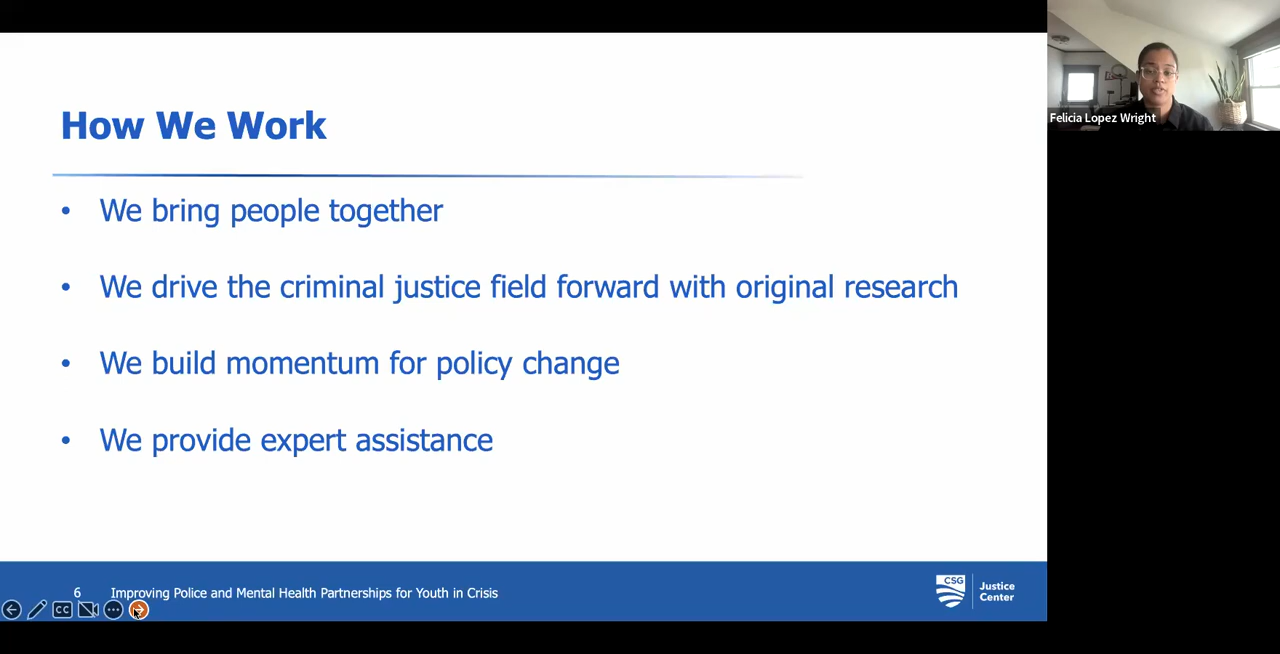 How We Work
• We bring people together
• We drive the criminal justice field forward with original research
• We build momentum for policy change
• We provide expert assistance
6 Improving Police and Mental Health Partnerships for Youth in Crisis
CSG
Justice
Center
CC
Felicia Lopez Wright